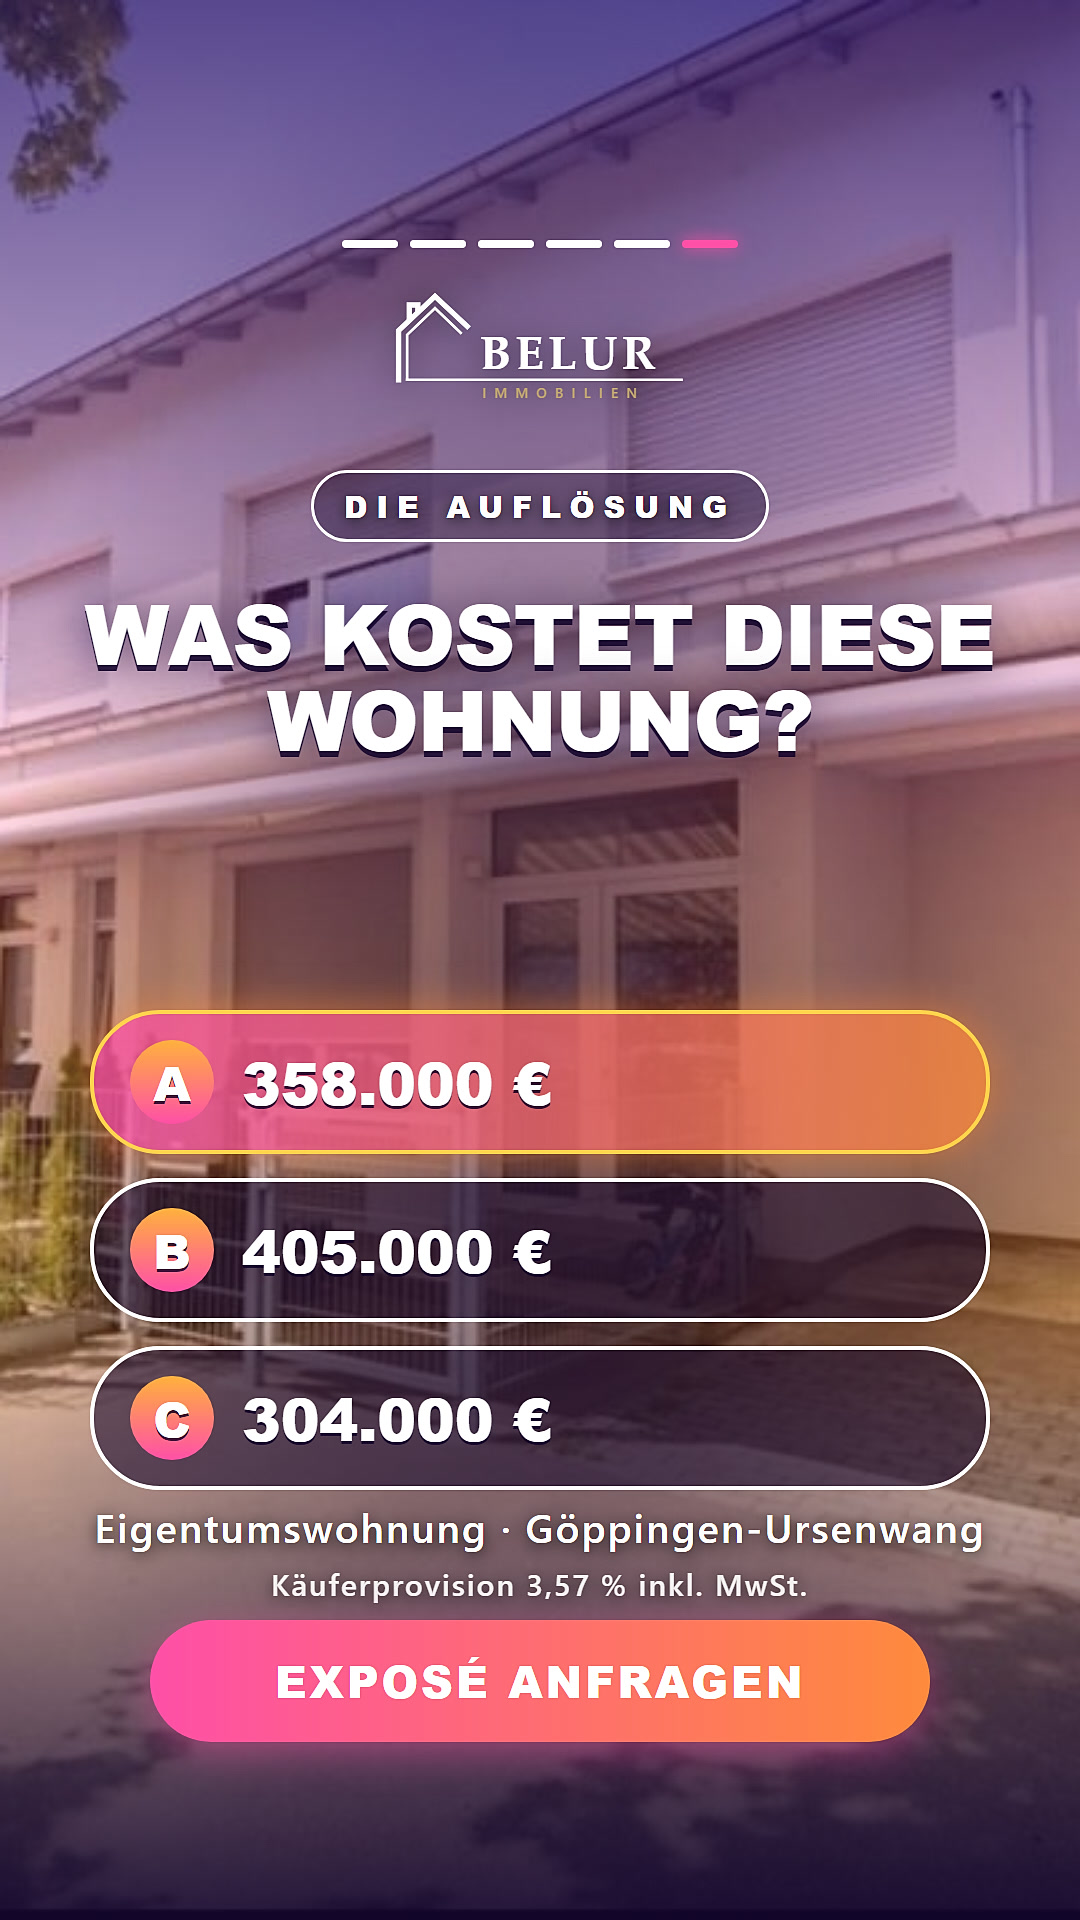 BELUR
IMMOBILIEN
DIE AUFLÖSUNG
WAS KOSTET DIESE
WOHNUNG?
A 358.000 €
B 405.000 €
C 304.000 €
Eigentumswohnung · Göppingen-Ursenwang
Käuferprovision 3,57 % inkl. MwSt.
EXPOSÉ ANFRAGEN